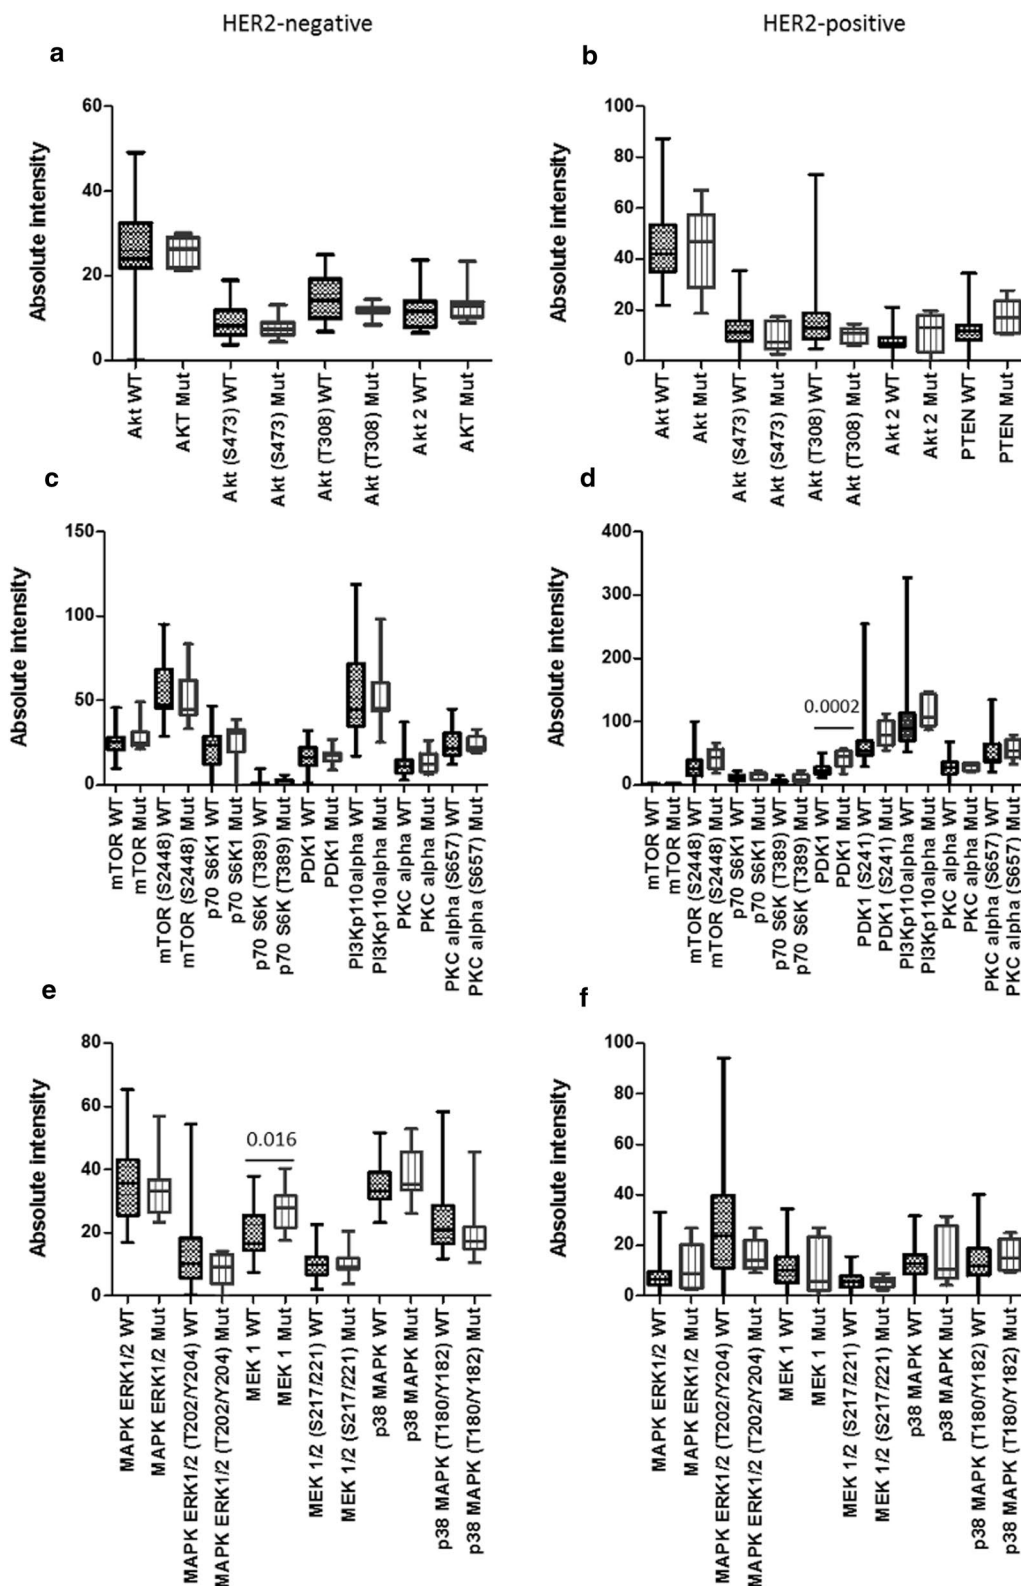 HER2-negative
HER2-positive
a
Absolute intensity
60
40
20
0
Akt WT
AKT Mut
Akt (S473) WT
Akt (S473) Mut
Akt (T308) WT
Akt (T308) Mut
Akt 2 WT
AKT Mut
b
Absolute intensity
100
80
60
40
20
0
Akt WT
Akt Mut
Akt (S473) WT
Akt (S473) Mut
Akt (T308) WT
Akt (T308) Mut
Akt 2 WT
Akt 2 Mut
PTEN WT
PTEN Mut
c
Absolute intensity
150
100
50
0
mTOR WT
mTOR Mut
mTOR (S2448) WT
mTOR (S2448) Mut
p70 S6K1 WT
p70 S6K1 Mut
p70 S6K (T389) WT
p70 S6K (T389) Mut
PDK1 WT
PDK1 Mut
PI3Kp110alpha WT
PI3Kp110alpha Mut
PKC alpha WT
PKC alpha Mut
PKC alpha (S657) WT
PKC alpha (S657) Mut
d
Absolute intensity
400
300
200
100
0
0.0002
mTOR WT
mTOR Mut
mTOR (S2448) WT
mTOR (S2448) Mut
p70 S6K1 WT
p70 S6K1 Mut
p70 S6K (T389) WT
p70 S6K (T389) Mut
PDK1 WT
PDK1 Mut
PDK1 (S241) WT
PDK1 (S241) Mut
PI3Kp110alpha WT
PI3Kp110alpha Mut
PKC alpha WT
PKC alpha Mut
PKC alpha (S657) WT
PKC alpha (S657) Mut
e
Absolute intensity
80
60
40
20
0
0.016
MAPK ERK1/2 WT
MAPK ERK1/2 Mut
MAPK ERK1/2 (T202/Y204) WT
MAPK ERK1/2 (T202/Y204) Mut
MEK 1 WT
MEK 1 Mut
MEK 1/2 (S217/221) WT
MEK 1/2 (S217/221) Mut
p38 MAPK WT
p38 MAPK Mut
p38 MAPK (T180/Y182) WT
p38 MAPK (T180/Y182) Mut
f
Absolute intensity
100
80
60
40
20
0
MAPK ERK1/2 WT
MAPK ERK1/2 Mut
MAPK ERK1/2 (T202/Y204) WT
MAPK ERK1/2 (T202/Y204) Mut
MEK 1 WT
MEK 1 Mut
MEK 1/2 (S217/221) WT
MEK 1/2 (S217/221) Mut
p38 MAPK WT
p38 MAPK Mut
p38 MAPK (T180/Y182) WT
p38 MAPK (T180/Y182) Mut